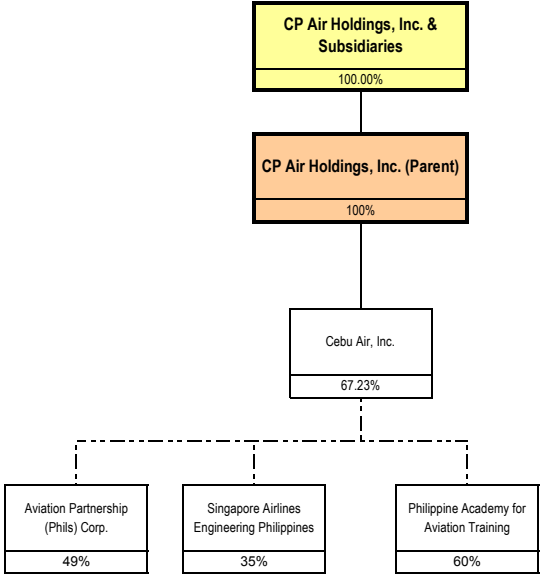 CP Air Holdings, Inc. &
Subsidiaries
100.00%
CP Air Holdings, Inc. (Parent)
100%
Cebu Air, Inc.
67.23%
Aviation Partnership
(Phils) Corp.
49%
Singapore Airlines
Engineering Philippines
35%
Philippine Academy for
Aviation Training
60%